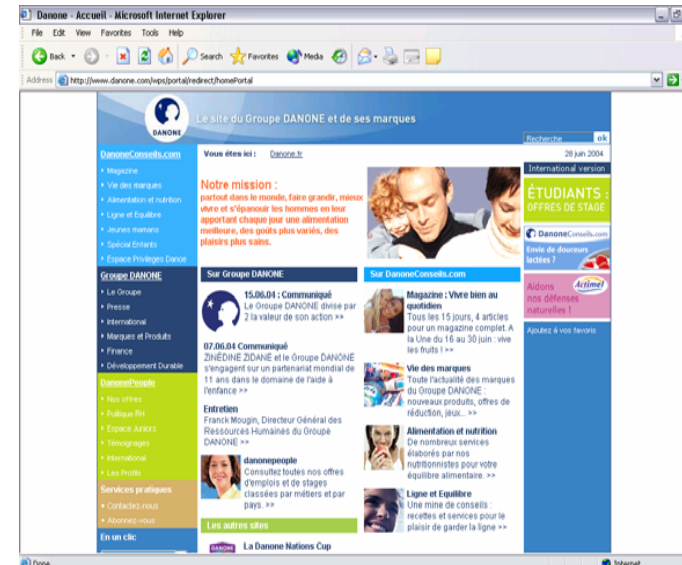 Danone - Accueil - Microsoft Internet Explorer
File Edit View Favorites Tools Help
Back Search Favorites Media
Address http://www.danone.com/wps/portal/redirect/homePortal
DANONE
Le site du Groupe DANONE et de ses marques
Recherche ok
DanoneConseils.com
• Magazine
• Vie des marques
• Alimentation et nutrition
• Ligne et Equilibre
• Jeunes mamans
• Spécial Enfants
• Espace Privilèges Danoe
Groupe DANONE
• Le Groupe
• Presse
• International
• Marques et Produits
• Finance
• Développement Durable
DanonePeople
• Nos offres
• Politique RH
• Espace Juniors
• Témoignages
• International
• Les Profils
Services pratiques
• Contactez-nous
• Abonnez-vous
En un clic
Vous êtes ici : Danone.fr
Notre mission :
partout dans le monde, faire grandir, mieux
vivre et s'épanouir les hommes en leur
apportant chaque jour une alimentation
meilleure, des goûts plus variés, des
plaisirs plus sains.
Sur Groupe DANONE
15.06.04 : Communiqué
Le Groupe DANONE divise par
2 la valeur de son action >>
07.06.04 Communiqué
ZINÉDINE ZIDANE et le Groupe DANONE
s'engagent sur un partenariat mondial de
11 ans dans le domaine de l'aide à
l'enfance >>
Entretien
Franck Mougin, Directeur Général des
Ressources Humaines du Groupe
DANONE >>
danonepeople
Consultez toutes nos offres
d'emplois et de stages
classées par métiers et par
pays. >>
Les autres sites
DANONE
La Danone Nations Cup
Sur DanoneConseils.com
Magazine : Vivre bien au
quotidien
Tous les 15 jours, 4 articles
pour un magazine complet. A
la Une du 16 au 30 juin : vive
les fruits ! >>
Vie des marques
Toute l'actualité des marques
du Groupe DANONE :
nouveaux produits, offres de
réduction, jeux... >>
Alimentation et nutrition
De nombreux services
élaborés par nos
nutritionnistes pour votre
équilibre alimentaire. >>
Ligne et Equilibre
Une mine de conseils :
recettes et services pour le
plaisir de garder la ligne >>
28 juin 2004
International version
ÉTUDIANTS :
OFFRES DE STAGE
DanoneConseils.com
Envie de douceurs
lactées ?
Aidons
nos défenses
naturelles !
Actimel
Ajoutez à vos favoris
Done Internet